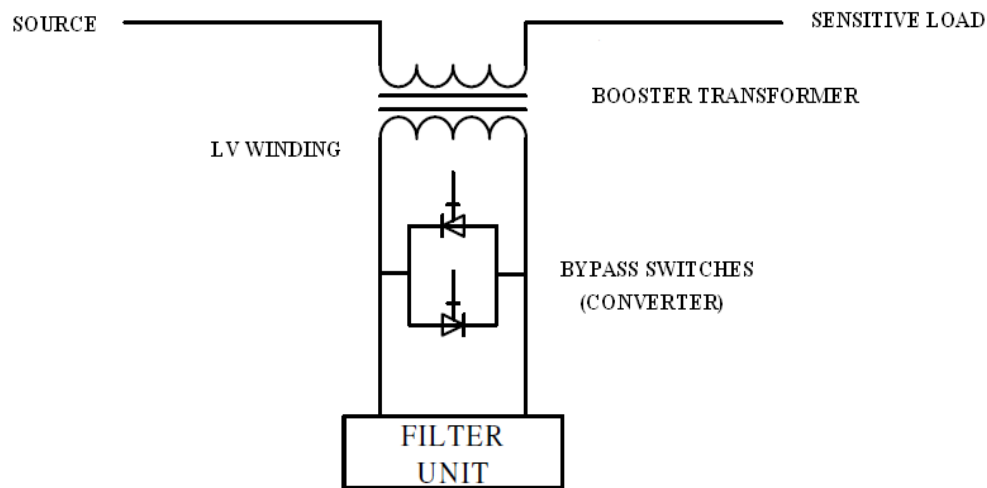 SOURCE
SENSITIVE LOAD
BOOSTER TRANSFORMER
LV WINDING
BYPASS SWITCHES
(CONVERTER)
FILTER
UNIT